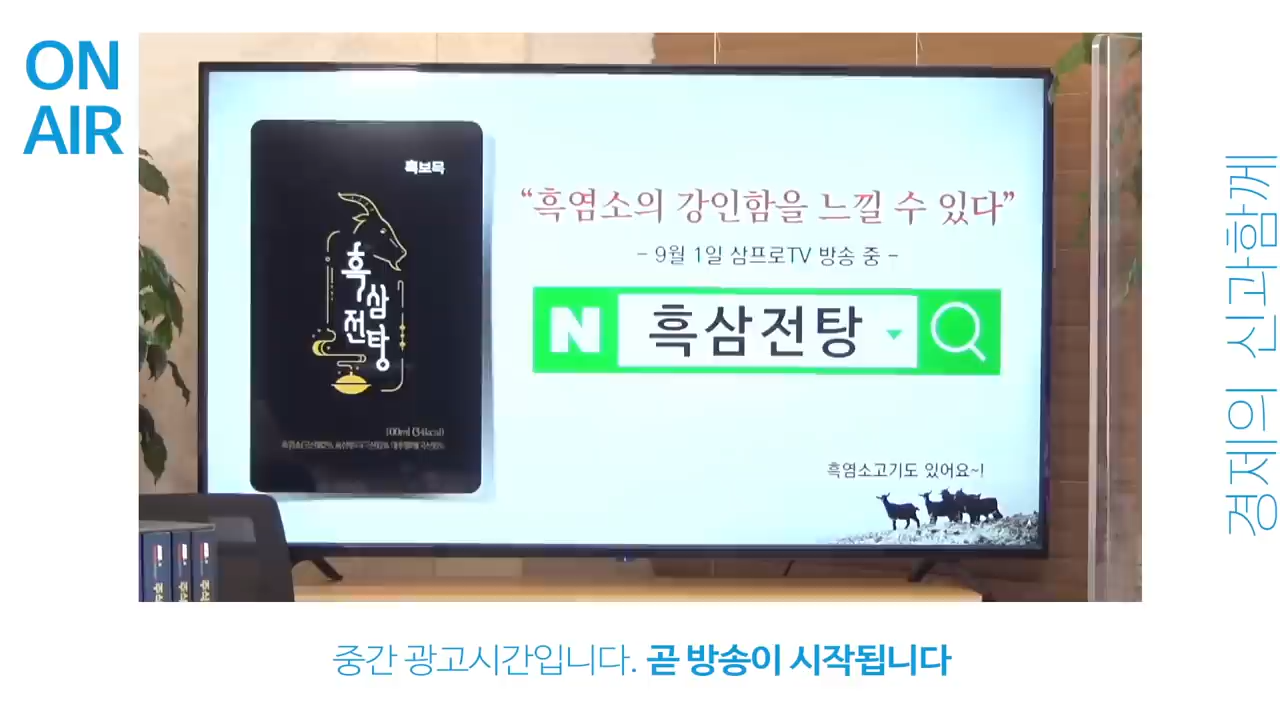 ON
AIR
흑보목
흑삼전탕
100ml (34kcal)
“흑염소의 강인함을 느낄 수 있다”
- 9월 1일 삼프로TV 방송 중 -
N 흑삼전탕
흑염소고기도 있어요~!
경제의 신과함께
중간 광고시간입니다. 곧 방송이 시작됩니다